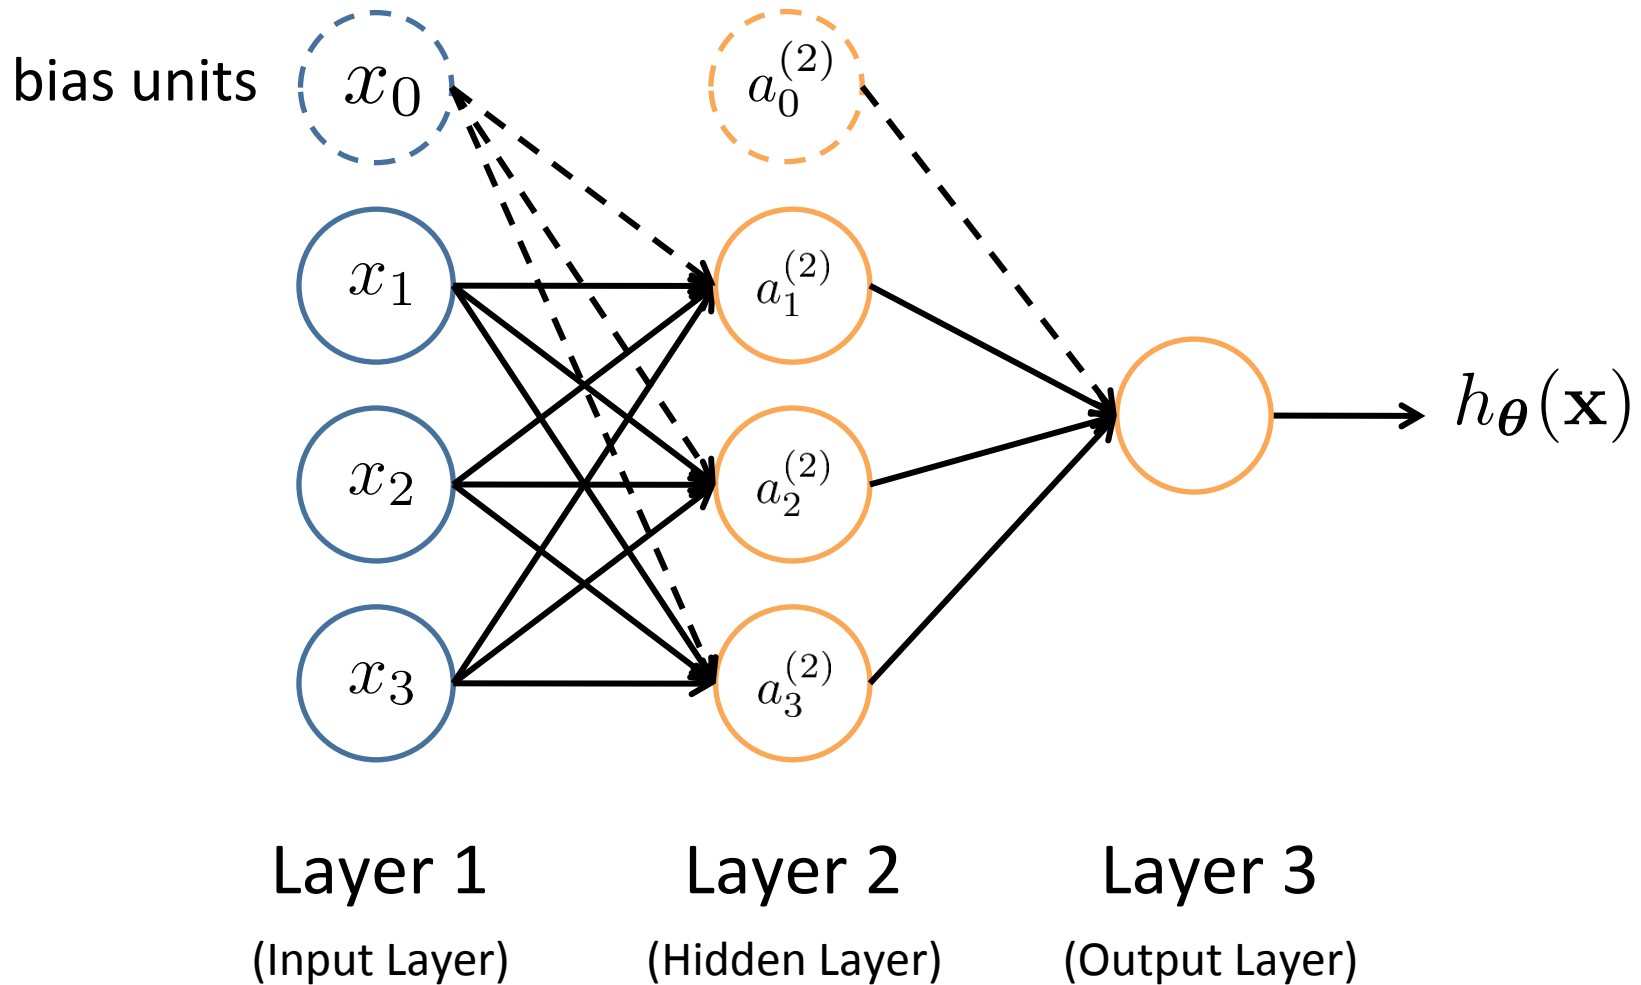 bias units
x₀
a₀⁽²⁾
x₁
a₁⁽²⁾
x₂
a₂⁽²⁾
x₃
a₃⁽²⁾
h_𝜽(𝐱)
Layer 1
Layer 2
Layer 3
(Input Layer)
(Hidden Layer)
(Output Layer)